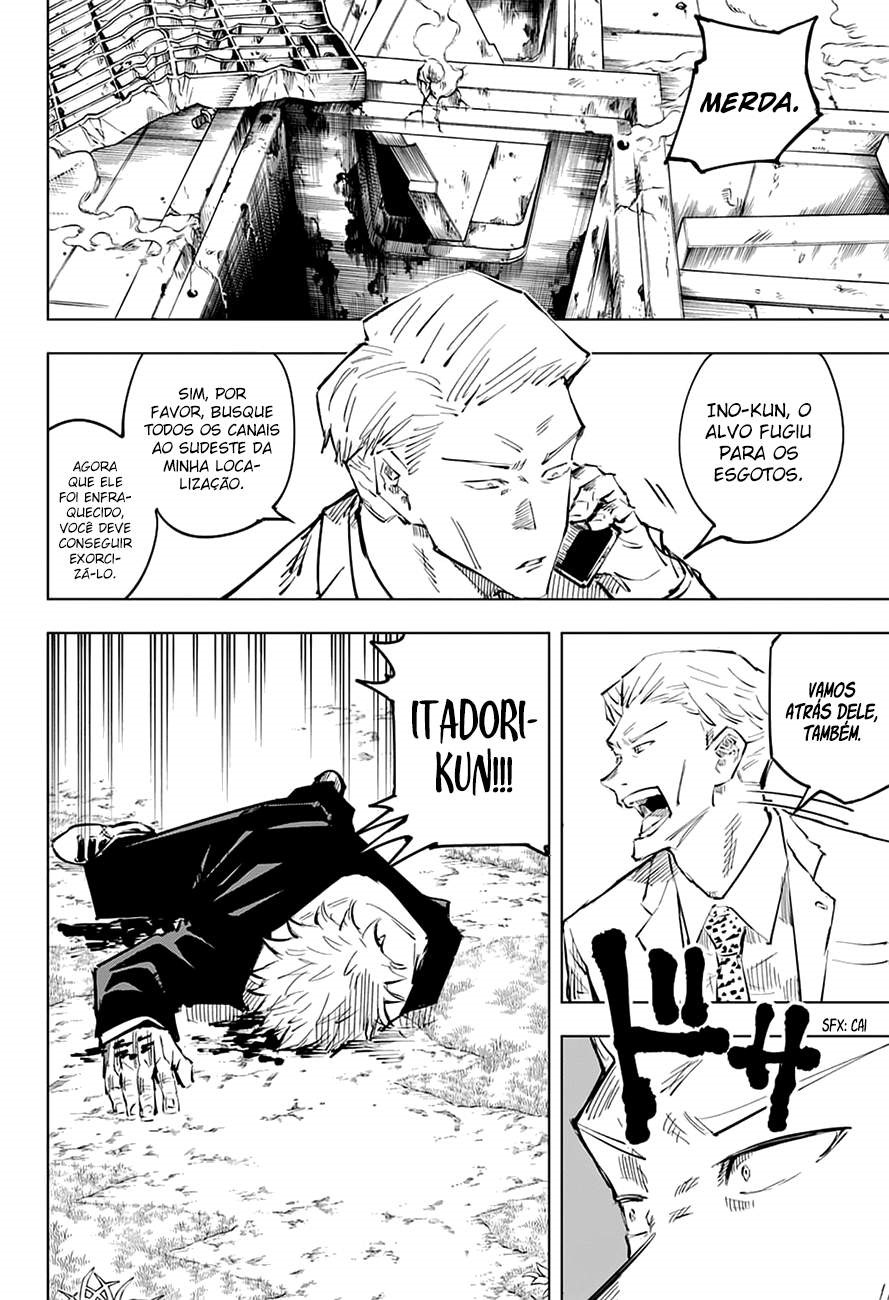 MERDA.
INO-KUN, O
ALVO FUGIU
PARA OS
ESGOTOS.
SIM, POR
FAVOR, BUSQUE
TODOS OS CANAIS
AO SUDESTE DA
MINHA LOCA-
LIZAÇÃO.
AGORA
QUE ELE
FOI ENFRA-
QUECIDO,
VOCÊ DEVE
CONSEGUIR
EXORCI-
ZÁ-LO.
VAMOS
ATRÁS DELE,
TAMBÉM.
ドサ
SFX: CAI
ITADORI-
KUN!!!